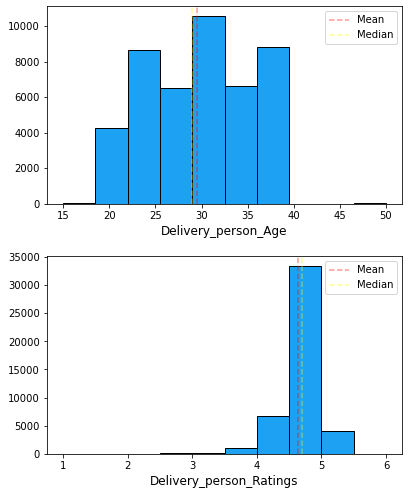 10000
8000
6000
4000
2000
0
15 20 25 30 35 40 45 50
Delivery_person_Age
Mean
Median
35000
30000
25000
20000
15000
10000
5000
0
1 2 3 4 5 6
Delivery_person_Ratings
Mean
Median